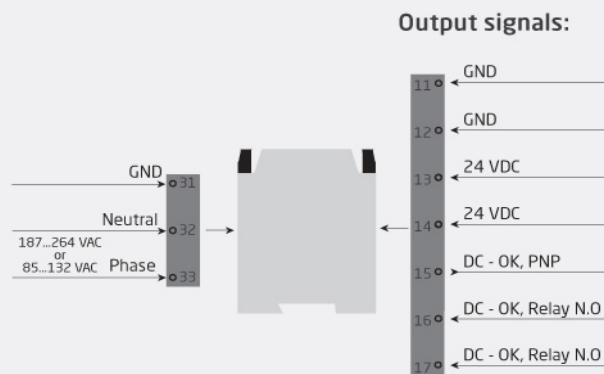 Output signals:
GND
11
GND
12
24 VDC
13
24 VDC
14
DC - OK, PNP
15
DC - OK, Relay N.O
16
DC - OK, Relay N.O
17
GND
31
Neutral
32
187...264 VAC
or
85...132 VAC
Phase
33